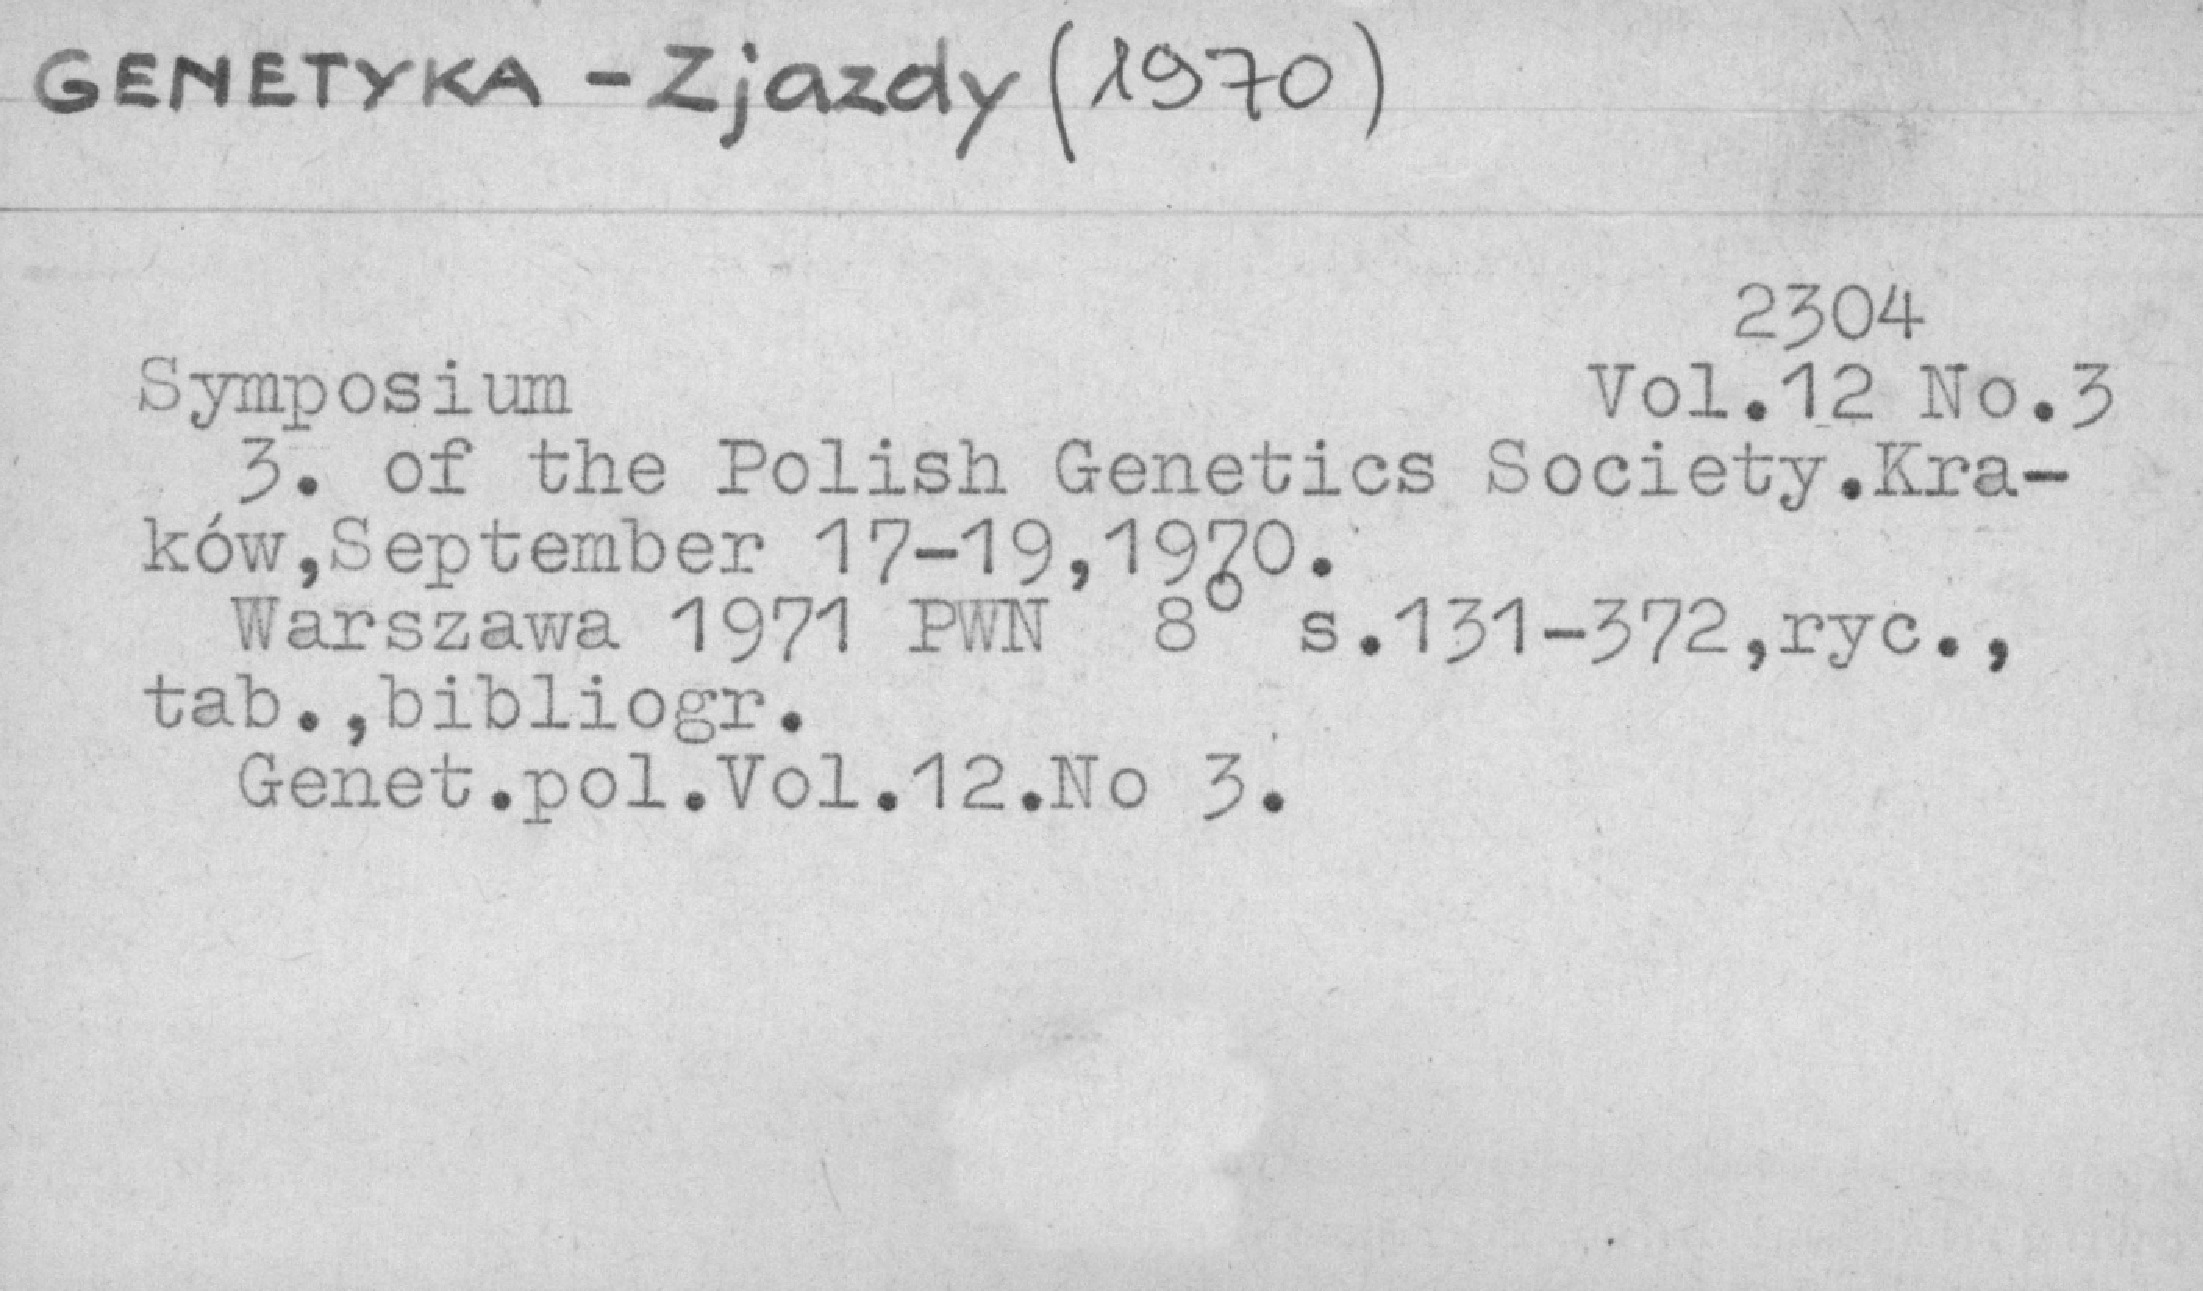 GENETYKA - Zjazdy (1970)
2304
Symposium Vol.12 No.3
3. of the Polish Genetics Society.Kra-
ków,September 17-19,1970.
Warszawa 1971 PWN 8° s.131-372,ryc.,
tab.,bibliogr.
Genet.pol.Vol.12.No 3.